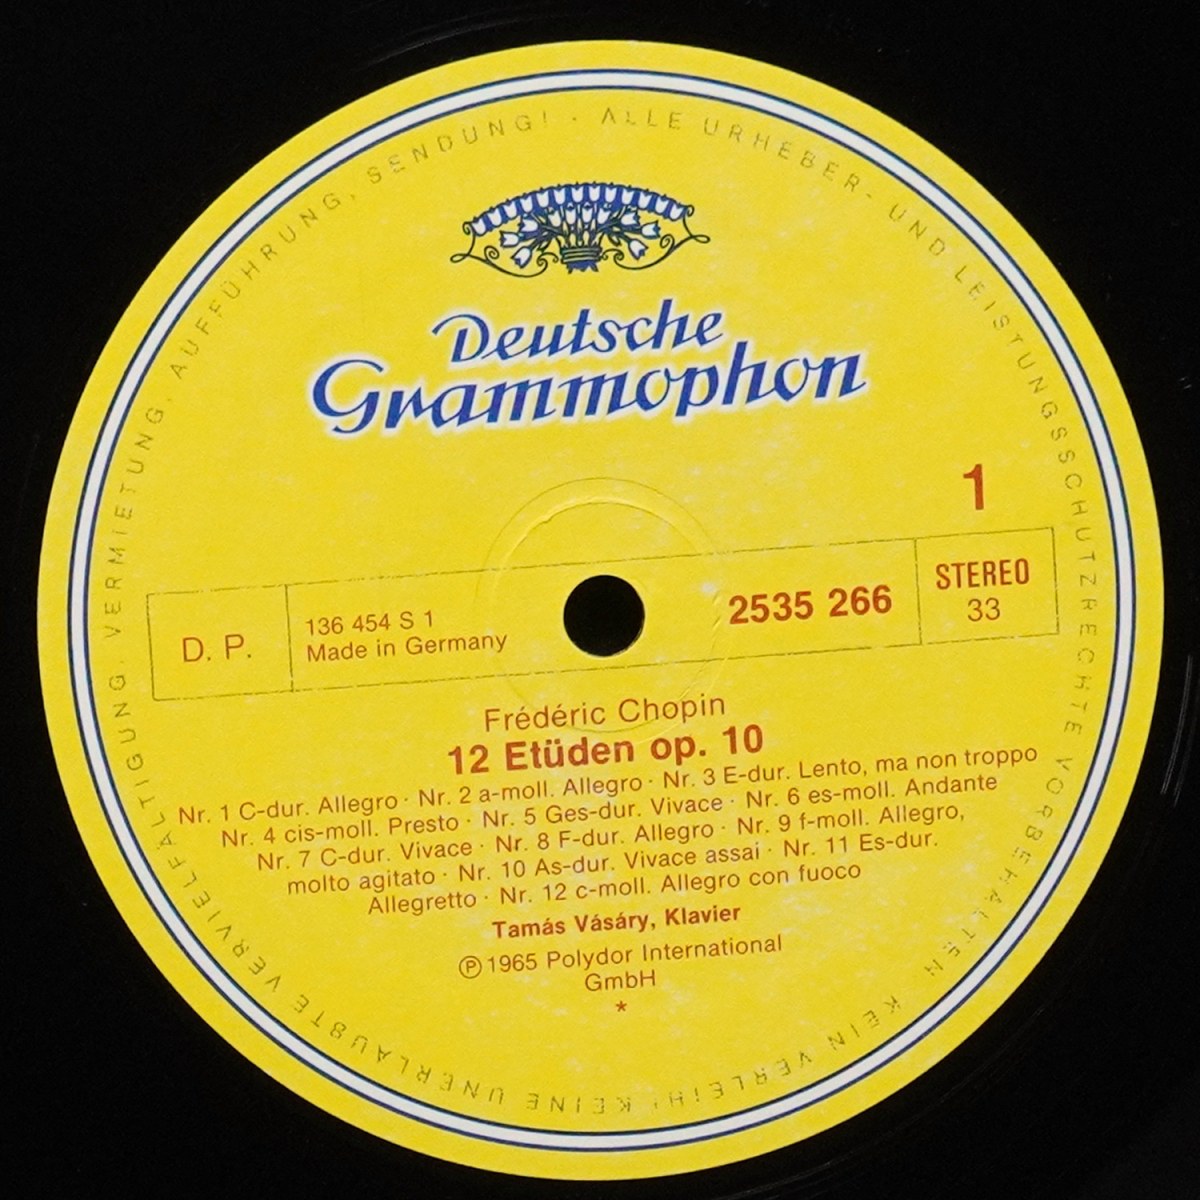 Deutsche
Grammophon
1
D. P.
136 454 S 1
Made in Germany
2535 266
STEREO
33
Frédéric Chopin
12 Etüden op. 10
Nr. 1 C-dur. Allegro · Nr. 2 a-moll. Allegro · Nr. 3 E-dur. Lento, ma non troppo
Nr. 4 cis-moll. Presto · Nr. 5 Ges-dur. Vivace · Nr. 6 es-moll. Andante
Nr. 7 C-dur. Vivace · Nr. 8 F-dur. Allegro · Nr. 9 f-moll. Allegro,
molto agitato · Nr. 10 As-dur. Vivace assai · Nr. 11 Es-dur.
Allegretto · Nr. 12 c-moll. Allegro con fuoco
Tamás Vásáry, Klavier
Ⓟ 1965 Polydor International
GmbH
*
ALLE URHEBER- UND LEISTUNGSSCHUTZRECHTE VORBEHALTEN KEIN VERLEIH! KEINE UNERLAUBTE VERVIELFÄLTIGUNG, VERMIETUNG, AUFFÜHRUNG, SENDUNG! ·